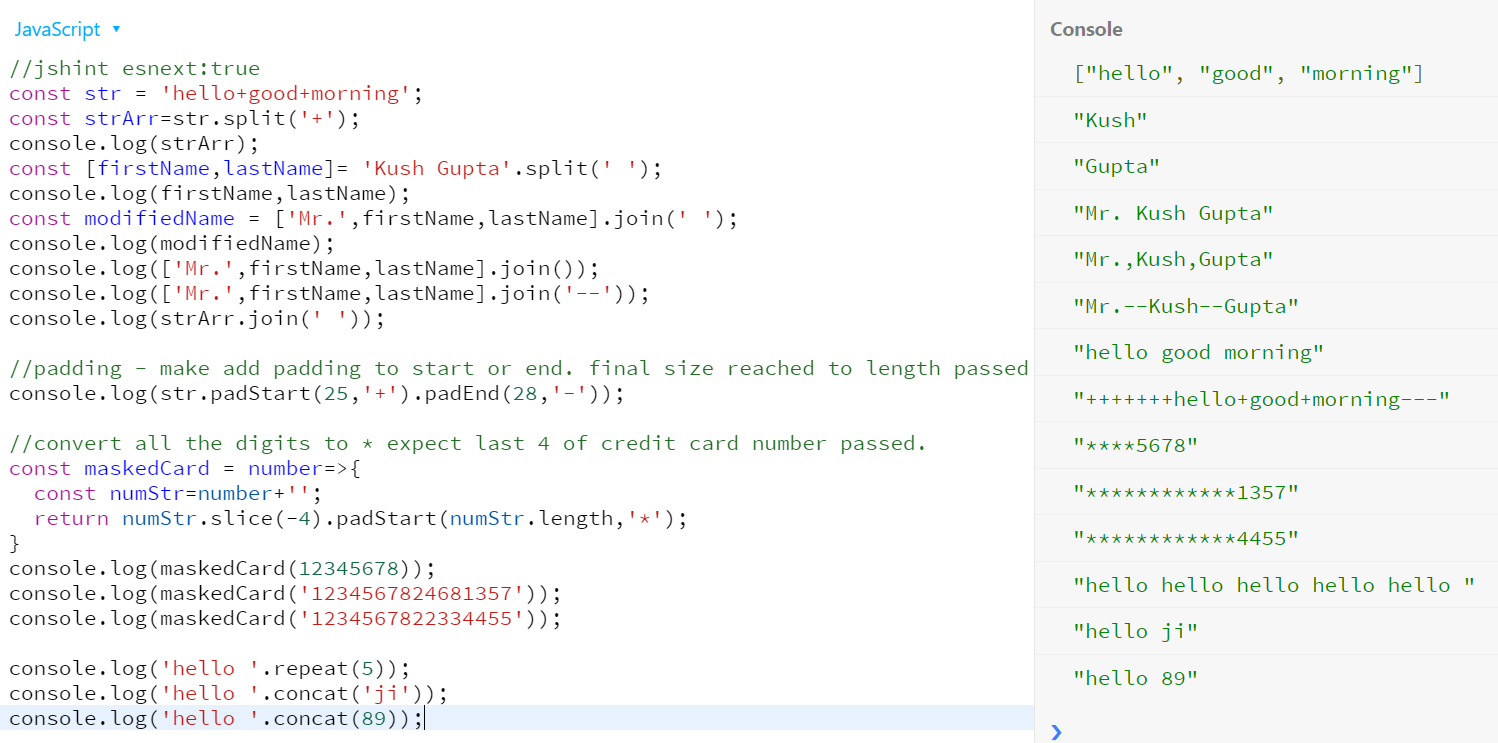 JavaScript ▾
//jshint esnext:true
const str = 'hello+good+morning';
const strArr=str.split('+');
console.log(strArr);
const [firstName,lastName]= 'Kush Gupta'.split(' ');
console.log(firstName,lastName);
const modifiedName = ['Mr.',firstName,lastName].join(' ');
console.log(modifiedName);
console.log(['Mr.',firstName,lastName].join());
console.log(['Mr.',firstName,lastName].join('--'));
console.log(strArr.join(' '));

//padding - make add padding to start or end. final size reached to length passed
console.log(str.padStart(25,'+').padEnd(28,'-'));

//convert all the digits to * expect last 4 of credit card number passed.
const maskedCard = number=>{
  const numStr=number+'';
  return numStr.slice(-4).padStart(numStr.length,'*');
}
console.log(maskedCard(12345678));
console.log(maskedCard('1234567824681357'));
console.log(maskedCard('1234567822334455'));

console.log('hello '.repeat(5));
console.log('hello '.concat('ji'));
console.log('hello '.concat(89));
Console
["hello", "good", "morning"]
"Kush"
"Gupta"
"Mr. Kush Gupta"
"Mr.,Kush,Gupta"
"Mr.--Kush--Gupta"
"hello good morning"
"+++++++hello+good+morning---"
"****5678"
"************1357"
"************4455"
"hello hello hello hello hello "
"hello ji"
"hello 89"
❯